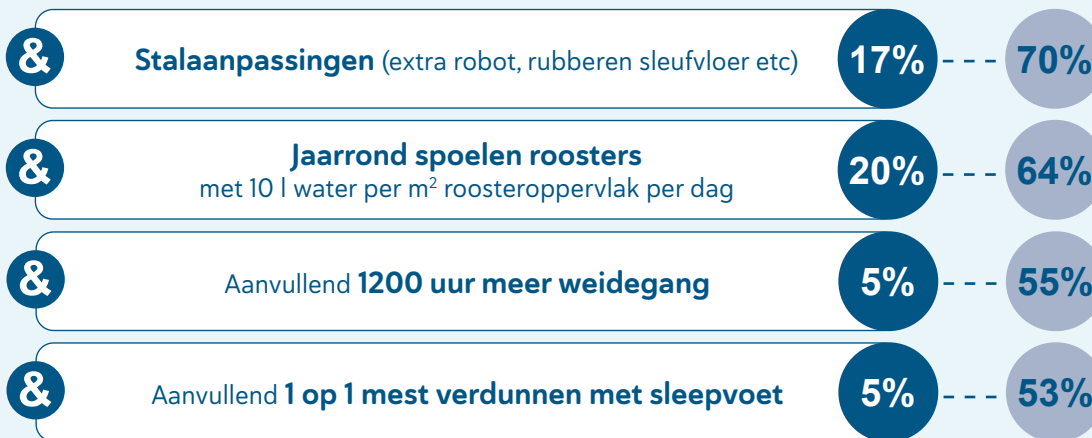 & Stalaanpassingen (extra robot, rubberen sleufvloer etc) 17% --- 70%
& Jaarrond spoelen roosters
met 10 l water per m² roosteroppervlak per dag 20% --- 64%
& Aanvullend 1200 uur meer weidegang 5% --- 55%
& Aanvullend 1 op 1 mest verdunnen met sleepvoet 5% --- 53%